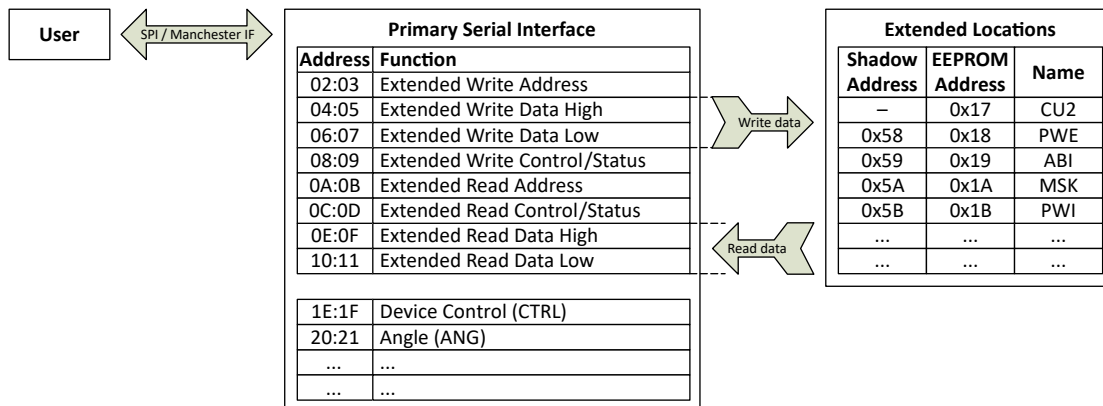 User
SPI / Manchester IF
Primary Serial Interface
Address Function
02:03 Extended Write Address
04:05 Extended Write Data High
06:07 Extended Write Data Low
08:09 Extended Write Control/Status
0A:0B Extended Read Address
0C:0D Extended Read Control/Status
0E:0F Extended Read Data High
10:11 Extended Read Data Low
1E:1F Device Control (CTRL)
20:21 Angle (ANG)
... ...
... ...
Write data
Read data
Extended Locations
Shadow Address EEPROM Address Name
– 0x17 CU2
0x58 0x18 PWE
0x59 0x19 ABI
0x5A 0x1A MSK
0x5B 0x1B PWI
... ... ...
... ... ...